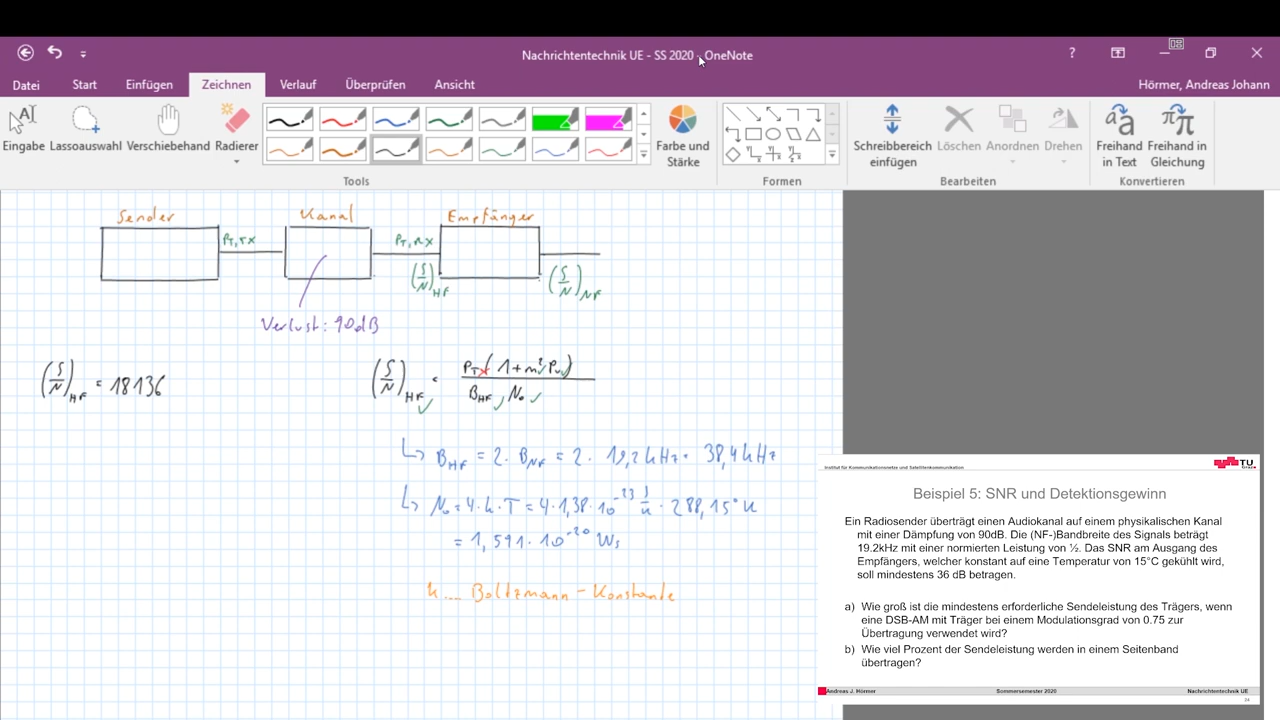 Nachrichtentechnik UE - SS 2020 - OneNote
Datei Start Einfügen Zeichnen Verlauf Überprüfen Ansicht Hörmer, Andreas Johann
Eingabe Lassoauswahl Verschiebehand Radierer Farbe und Stärke Schreibbereich einfügen Löschen Anordnen Drehen Freihand in Text Freihand in Gleichung
Tools Formen Bearbeiten Konvertieren
Sender Kanal Empfänger
P_T,TX P_T,RX
(S/N)_HF (S/N)_NF
Verlust: 90dB
(S/N)_HF = 18136
(S/N)_HF = P_T (1+m² P_u) / B_HF, N₀
↳ B_HF = 2 · B_NF = 2 · 19,2 kHz = 38,4 kHz
↳ N₀ = 4·k·T = 4·1,38·10^-23 J/K · 288,15°K
= 1,591·10^-20 Ws
k .... Boltzmann-Konstante
Institut für Kommunikationsnetze und Satellitenkommunikation
TU Graz
Beispiel 5: SNR und Detektionsgewinn
Ein Radiosender überträgt einen Audiokanal auf einem physikalischen Kanal
mit einer Dämpfung von 90dB. Die (NF-)Bandbreite des Signals beträgt
19.2kHz mit einer normierten Leistung von ½. Das SNR am Ausgang des
Empfängers, welcher konstant auf eine Temperatur von 15°C gekühlt wird,
soll mindestens 36 dB betragen.
a) Wie groß ist die mindestens erforderliche Sendeleistung des Trägers, wenn
eine DSB-AM mit Träger bei einem Modulationsgrad von 0.75 zur
Übertragung verwendet wird?
b) Wie viel Prozent der Sendeleistung werden in einem Seitenband
übertragen?
Andreas J. Hörmer Sommersemester 2020 Nachrichtentechnik UE